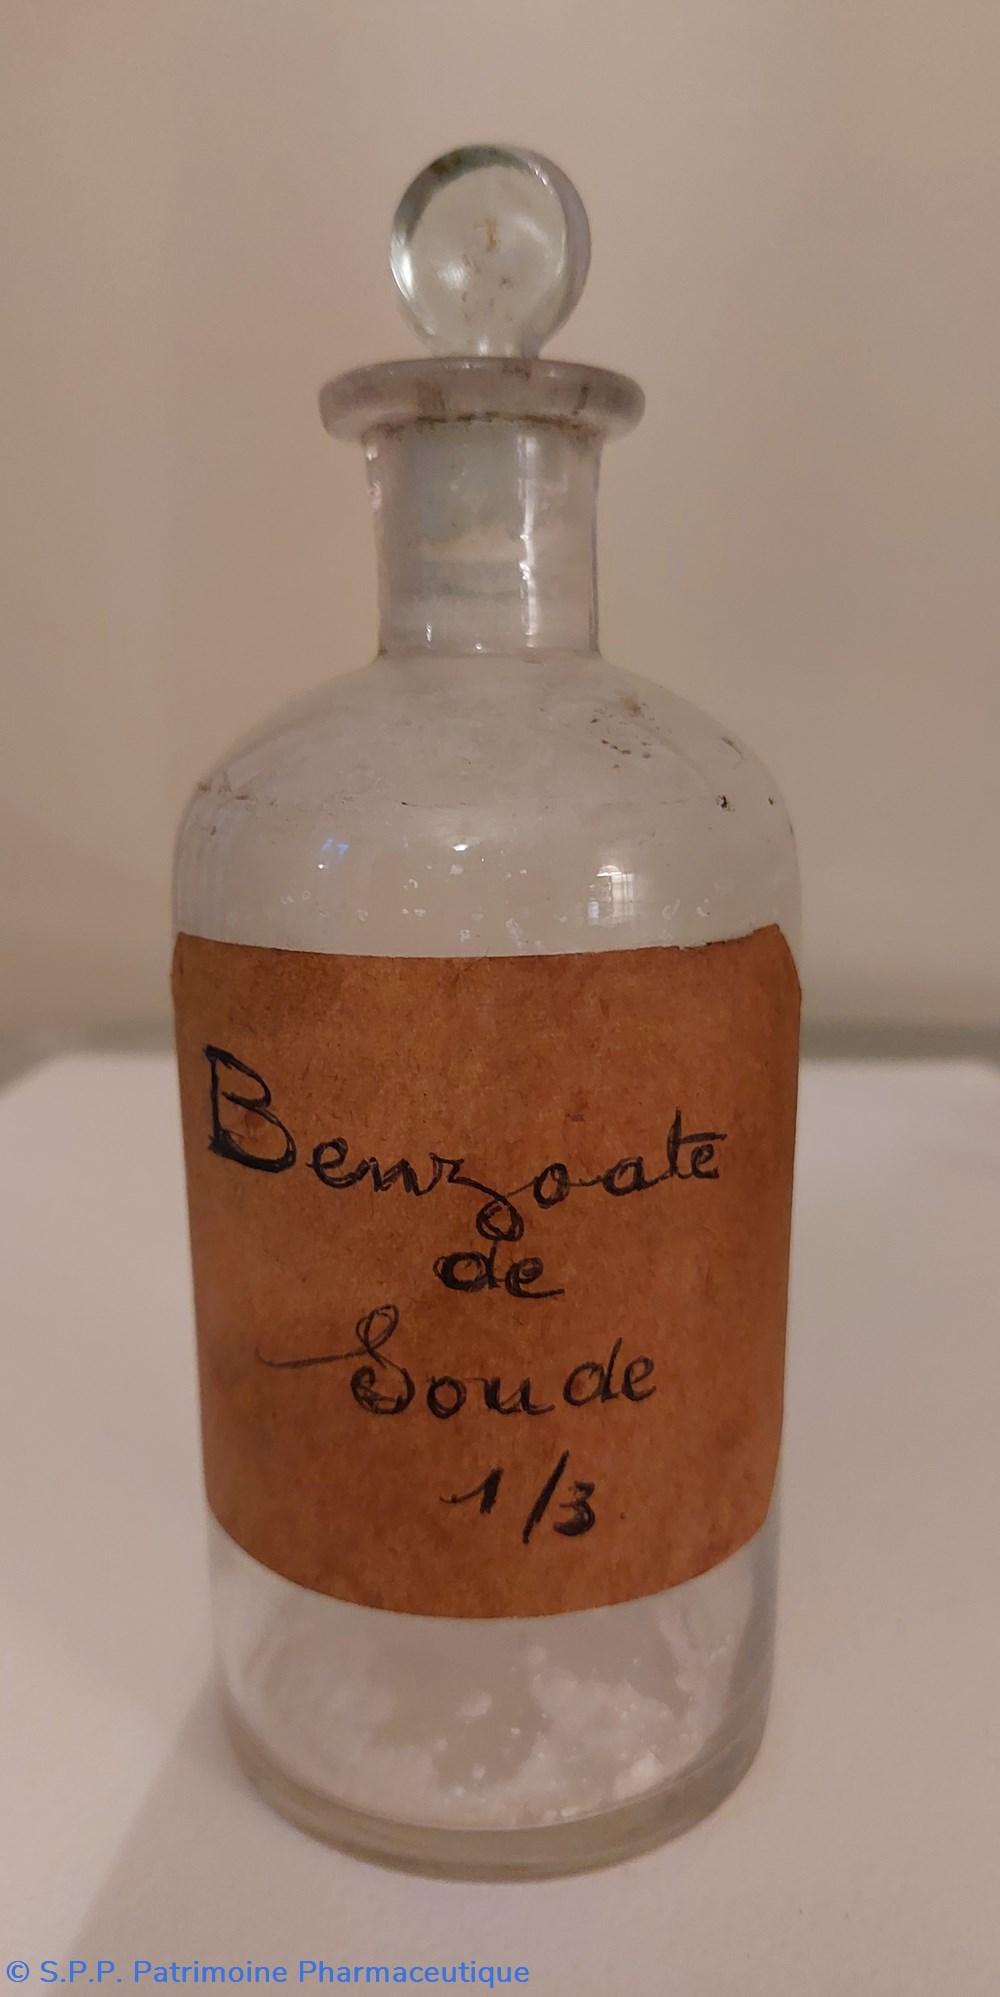 Benzoate
de
Soude
1/3
© S.P.P. Patrimoine Pharmaceutique